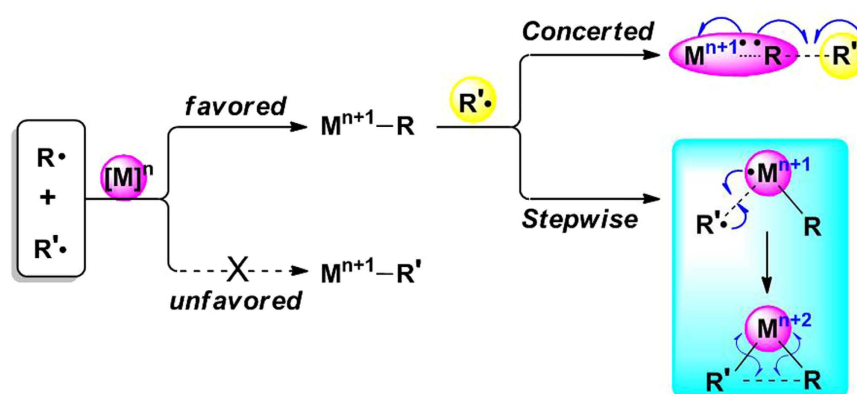 R•
+
R'•
[M]ⁿ
favored
Mⁿ⁺¹–R
X
unfavored
Mⁿ⁺¹–R'
R'•
Concerted
Mⁿ⁺¹ •• R R'
Stepwise
•Mⁿ⁺¹
R'•
R
Mⁿ⁺²
R' R